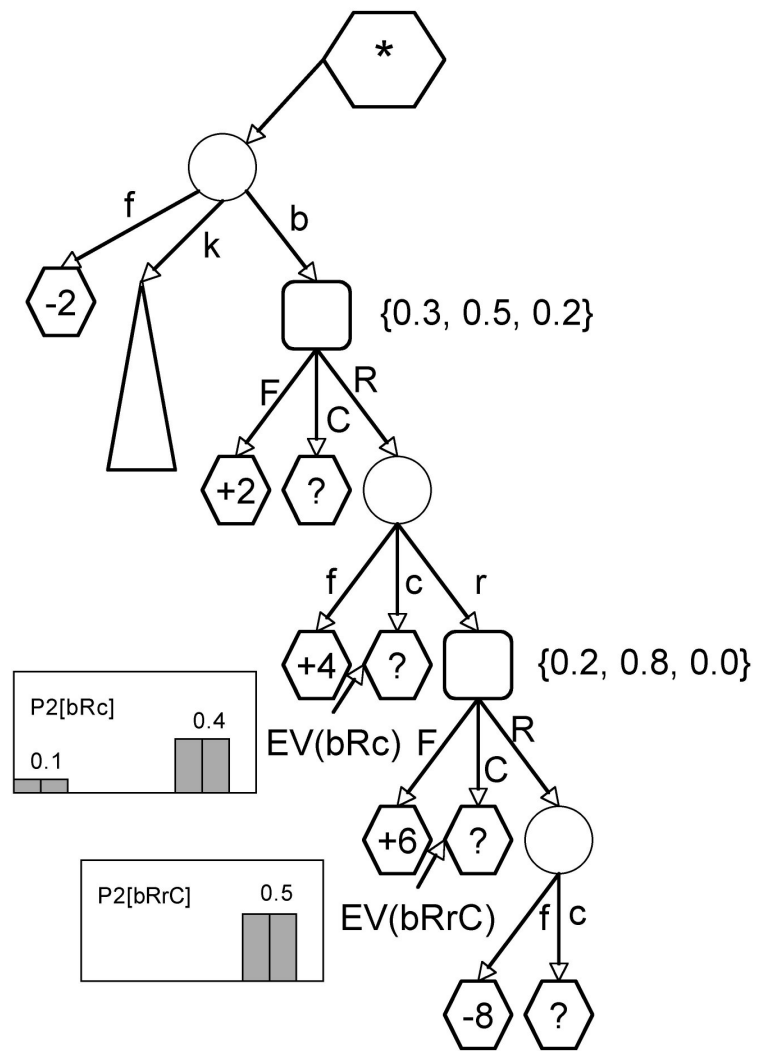 *
f
k
b
-2
{0.3, 0.5, 0.2}
F
C
R
+2
?
f
c
r
+4
?
{0.2, 0.8, 0.0}
P2[bRc]
0.4
0.1
EV(bRc)
F
C
R
+6
?
P2[bRrC]
0.5
EV(bRrC)
f
c
-8
?